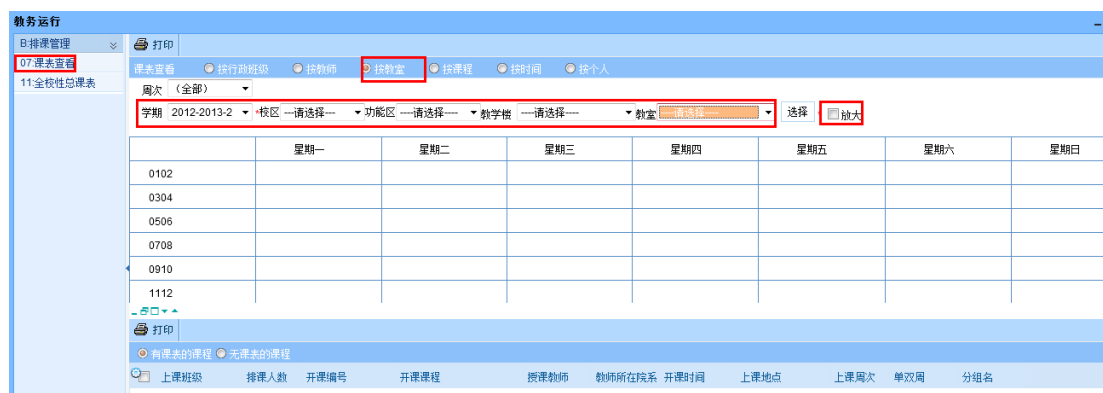 教务运行
B:排课管理
打印
07:课表查看
课表查看 按行政班级 按教师 按教室 按课程 按时间 按个人
11:全校性总课表
周次 （全部）
学期 2012-2013-2 *校区 ---请选择--- 功能区 ----请选择---- 教学楼 ----请选择---- 教室 ----请选择---- 选择 放大
星期一 星期二 星期三 星期四 星期五 星期六 星期日
0102
0304
0506
0708
0910
1112
打印
有课表的课程 无课表的课程
上课班级 排课人数 开课编号 开课课程 授课教师 教师所在院系 开课时间 上课地点 上课周次 单双周 分组名